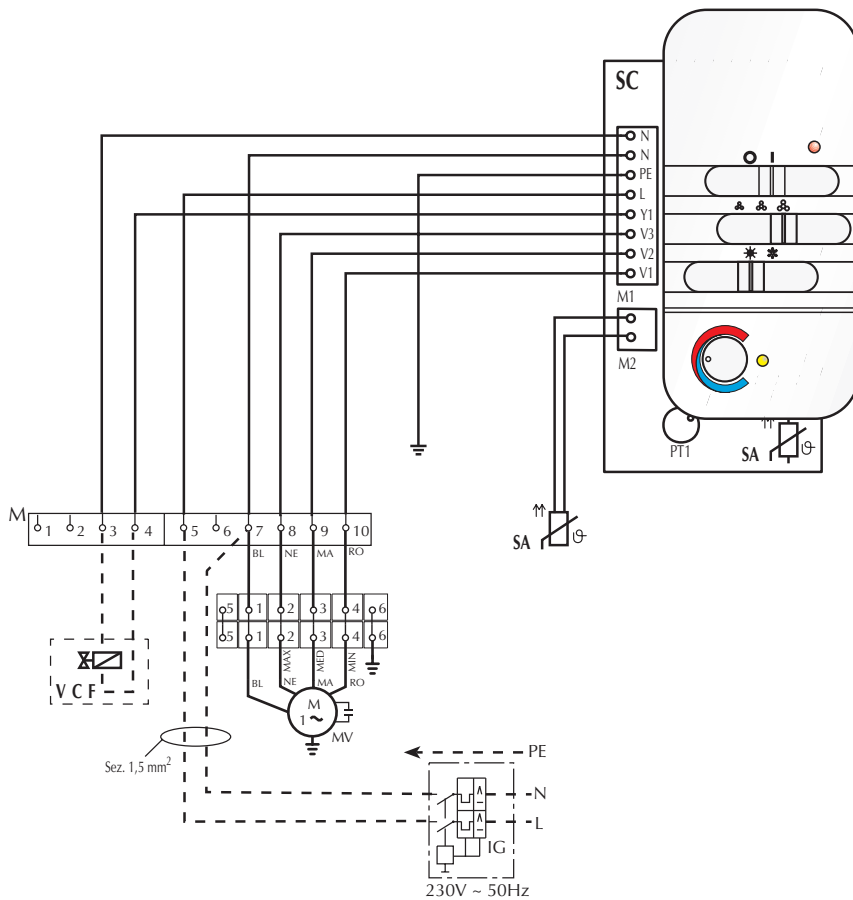 SC
N
N
PE
L
Y1
V3
V2
V1
M1
M2
PT1
SA
SA
M
1 2 3 4 5 6 7 8 9 10
BL NE MA RO
5 1 2 3 4 6
5 1 2 3 4 6
MAX MED MIN
BL NE MA RO
M
1 ~
MV
VCF
Sez. 1,5 mm²
PE
N
L
IG
230V ~ 50Hz